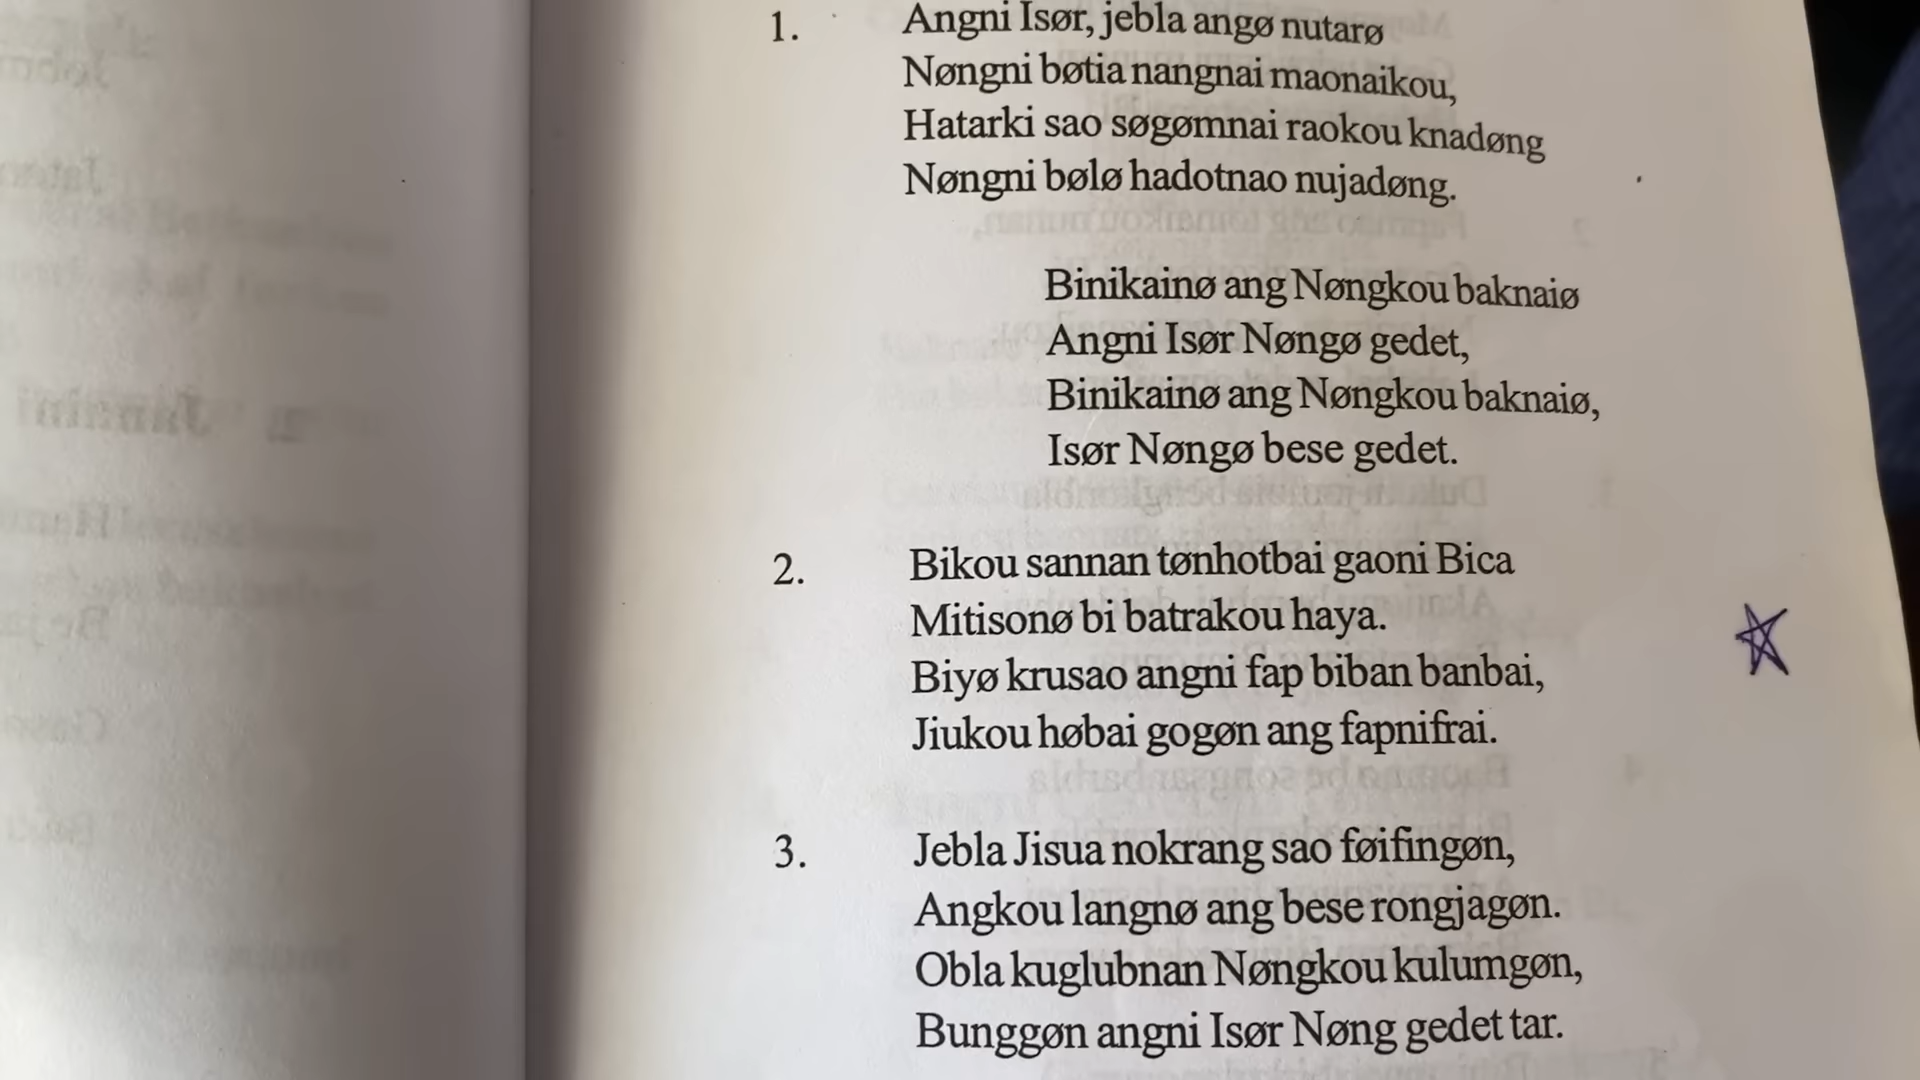 1. Angni Isør, jebla angø nutarø
Nøngni bøtia nangnai maonaikou,
Hatarki sao søgømnai raokou knadøng
Nøngni bølø hadotnao nujadøng.
Binikainø ang Nøngkou baknaiø
Angni Isør Nøngø gedet,
Binikainø ang Nøngkou baknaiø,
Isør Nøngø bese gedet.
2. Bikou sannan tønhotbai gaoni Bica
Mitisonø bi batrakou haya.
Biyø krusao angni fap biban banbai,
Jiukou høbai gogøn ang fapnifrai.
3. Jebla Jisua nokrang sao føifingøn,
Angkou langnø ang bese rongjagøn.
Obla kuglubnan Nøngkou kulumgøn,
Bunggøn angni Isør Nøng gedet tar.